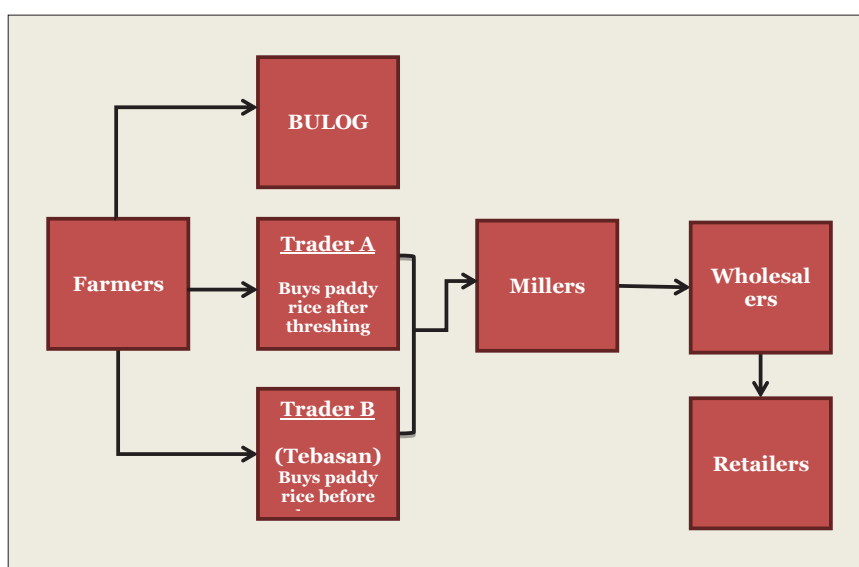 BULOG
Farmers
Trader A
Buys paddy
rice after
threshing
Trader B
(Tebasan)
Buys paddy
rice before
Millers
Wholesal
ers
Retailers